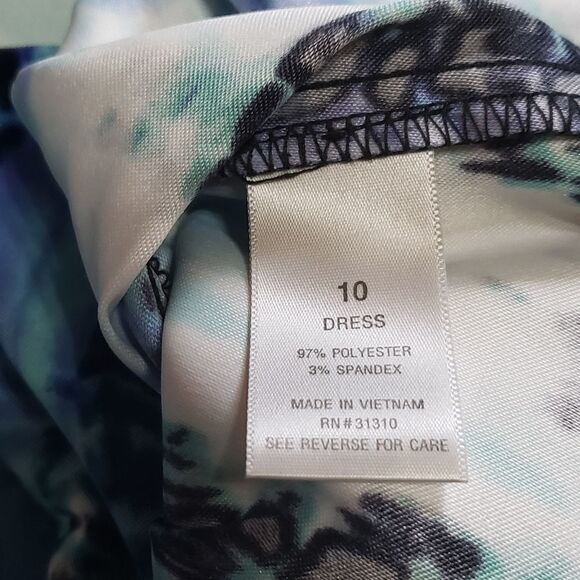 10
DRESS
97% POLYESTER
3% SPANDEX
MADE IN VIETNAM
RN#31310
SEE REVERSE FOR CARE